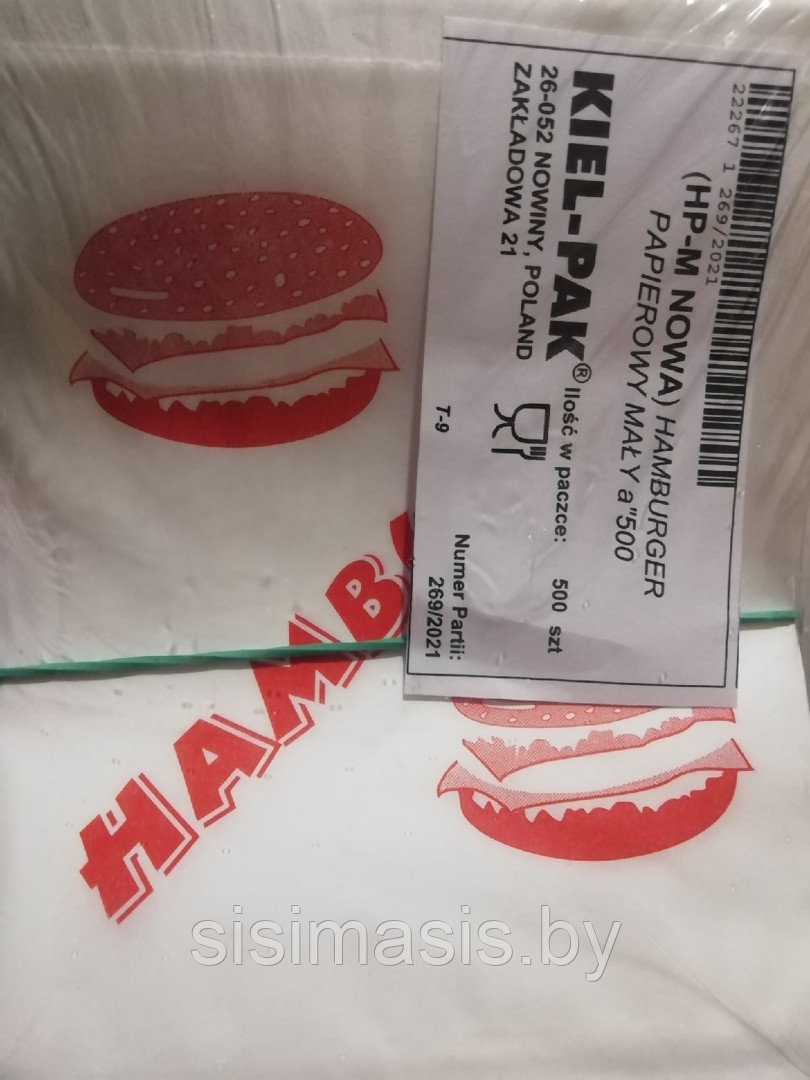 22267 1 269/2021
(HP-M NOWA) HAMBURGER
PAPIEROWY MAŁY a"500
KIEL-PAK® Ilość w paczce: 500 szt
26-052 NOWINY, POLAND
ZAKŁADOWA 21
T-9
Numer Partii:
269/2021
HAMB
sisimasis.by